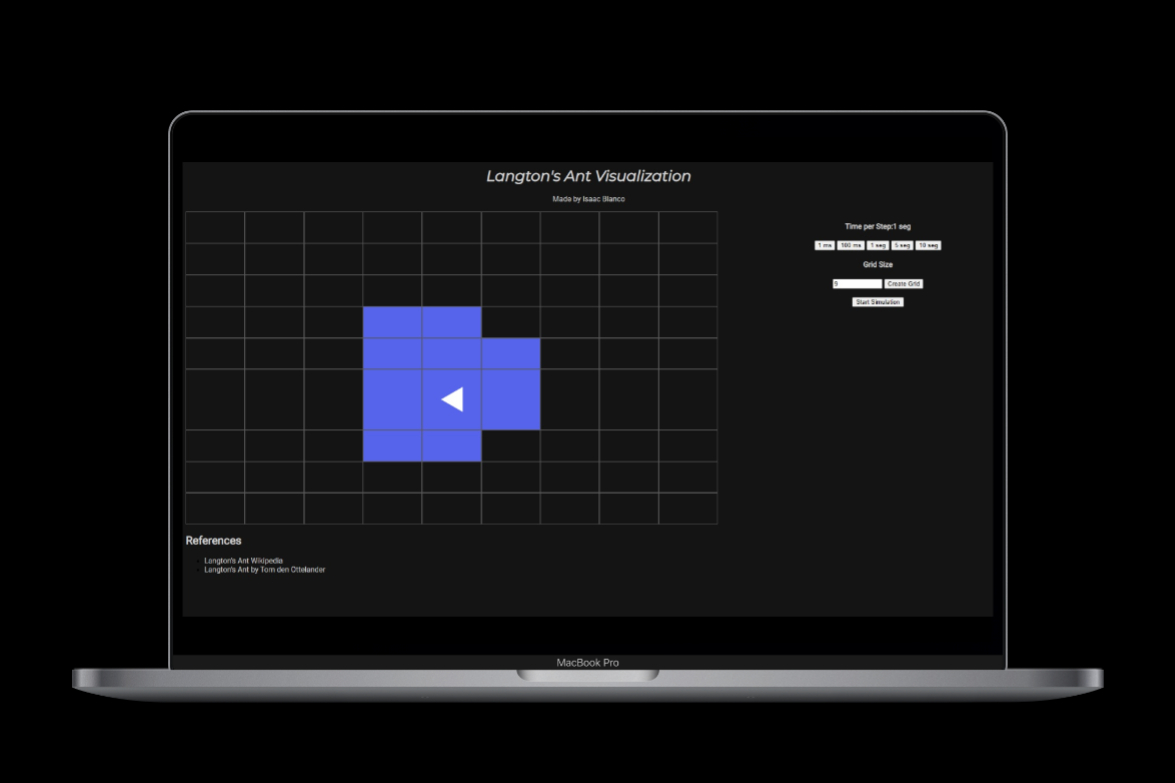 Langton's Ant Visualization
Made by Isaac Blanco
Time per Step:1 seg
1 ms 100 ms 1 seg 5 seg 10 seg
Grid Size
9 Create Grid
Start Simulation
References
Langton's Ant Wikipedia
Langton's Ant by Tom den Ottelander
MacBook Pro